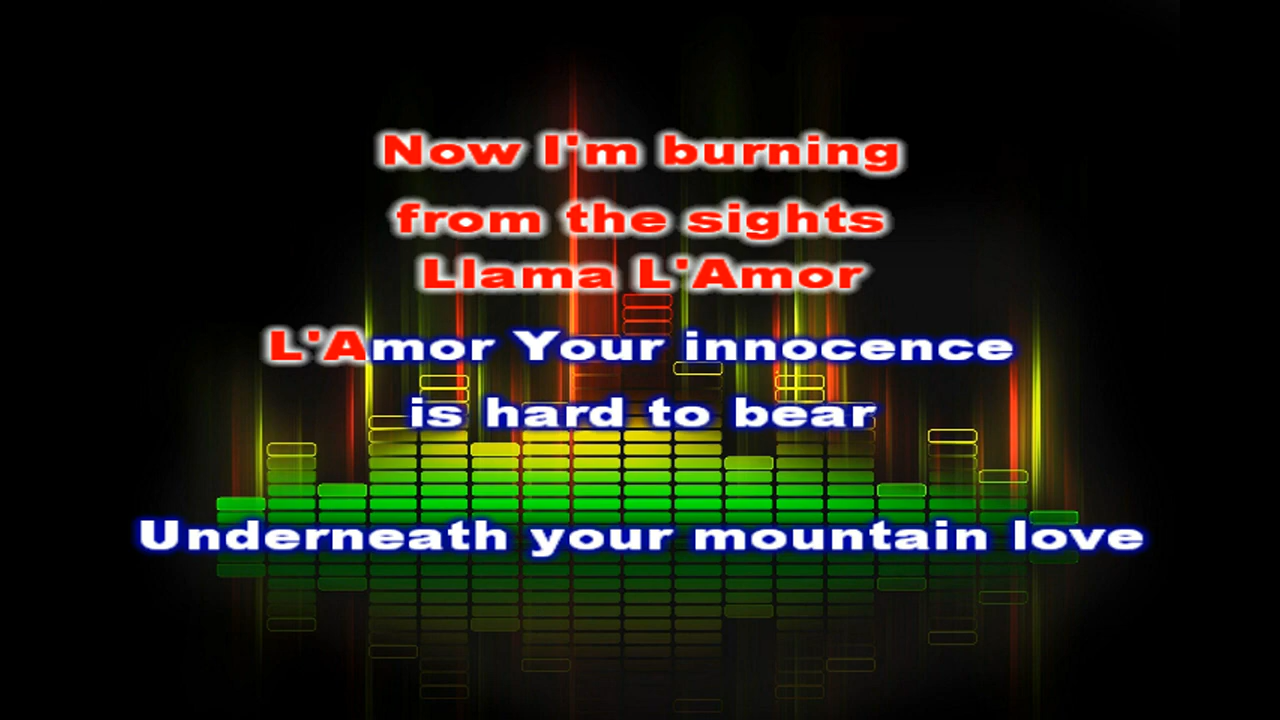 Now I'm burning
from the sights
Llama L'Amor
L'Amor Your innocence
is hard to bear
Underneath your mountain love